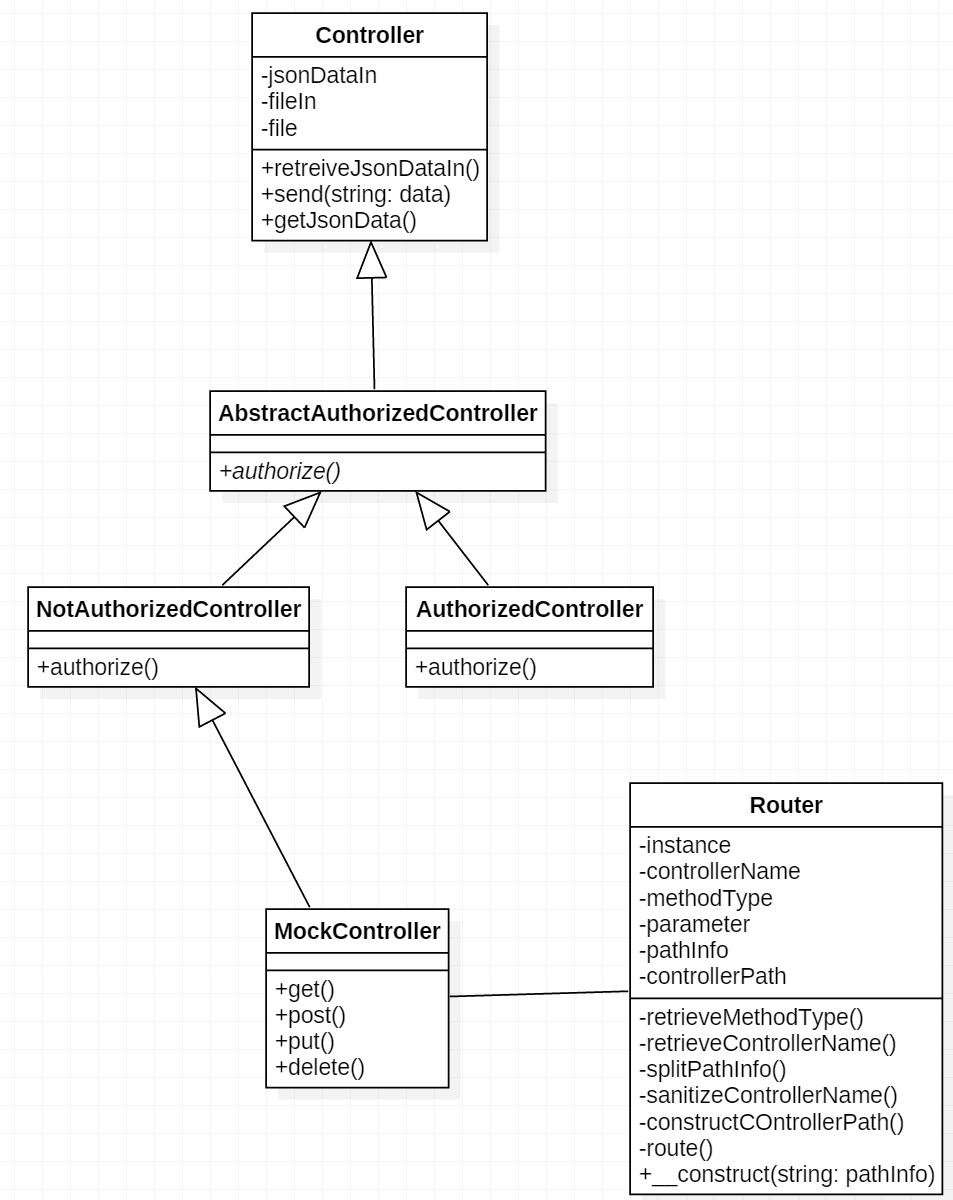 Controller
-jsonDataIn
-fileIn
-file
+retreiveJsonDataIn()
+send(string: data)
+getJsonData()
AbstractAuthorizedController
+authorize()
NotAuthorizedController
+authorize()
AuthorizedController
+authorize()
MockController
+get()
+post()
+put()
+delete()
Router
-instance
-controllerName
-methodType
-parameter
-pathInfo
-controllerPath
-retrieveMethodType()
-retrieveControllerName()
-splitPathInfo()
-sanitizeControllerName()
-constructCOntrollerPath()
-route()
+__construct(string: pathInfo)